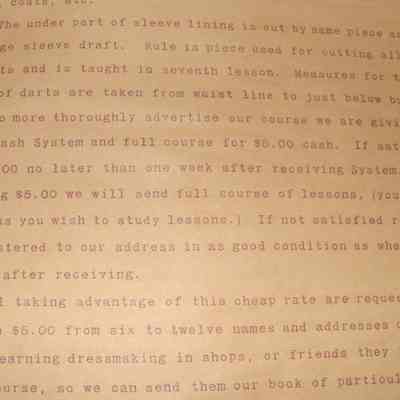 coats, etc.
The under part of sleeve lining is cut by same piece
ge sleeve draft. Rule is piece used for cutting all
ts and is taught in seventh lesson. Measures for t
of darts are taken from waist line to just below bu
o more thoroughly advertise our course we are givi
ash System and full course for $5.00 cash. If sat
00 no later than one week after receiving System,
g $5.00 we will send full course of lessons, (you
as you wish to study lessons.) If not satisfied r
stered to our address in as good condition as whe
after receiving.
l taking advantage of this cheap rate are reques
e $5.00 from six to twelve names and addresses o
earning dressmaking in shops, or friends they
ourse, so we can send them our book of particul